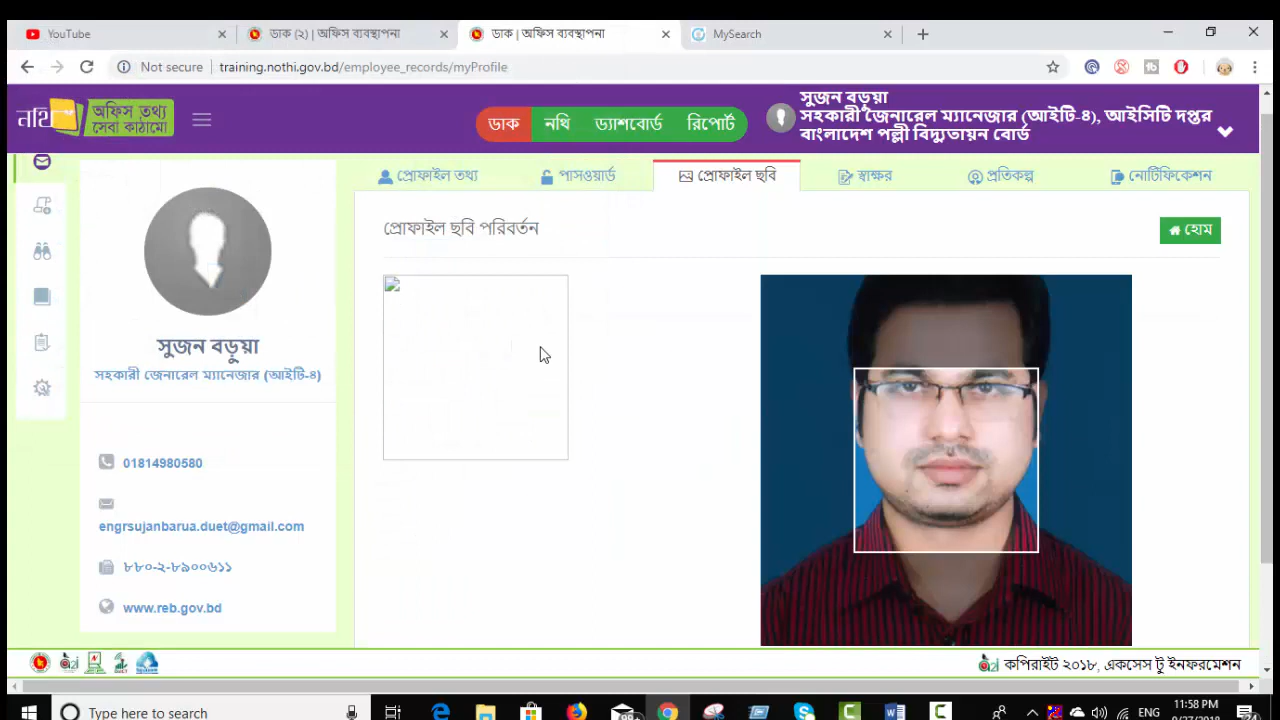 YouTube
ডাক (২) | অফিস ব্যবস্থাপনা
ডাক | অফিস ব্যবস্থাপনা
MySearch
Not secure
training.nothi.gov.bd/employee_records/myProfile
নথি
অফিস তথ্য
সেবা কাঠামো
ডাক
নথি
ড্যাশবোর্ড
রিপোর্ট
সুজন বড়ুয়া
সহকারী জেনারেল ম্যানেজার (আইটি-৪), আইসিটি দপ্তর
বাংলাদেশ পল্লী বিদ্যুতায়ন বোর্ড
প্রোফাইল তথ্য
পাসওয়ার্ড
প্রোফাইল ছবি
স্বাক্ষর
প্রতিকল্প
নোটিফিকেশন
প্রোফাইল ছবি পরিবর্তন
হোম
সুজন বড়ুয়া
সহকারী জেনারেল ম্যানেজার (আইটি-৪)
01814980580
engrsujanbarua.duet@gmail.com
৮৮০-২-৮৯০০৬১১
www.reb.gov.bd
কপিরাইট ২০১৮, একসেস টু ইনফরমেশন
Type here to search
ENG
11:58 PM